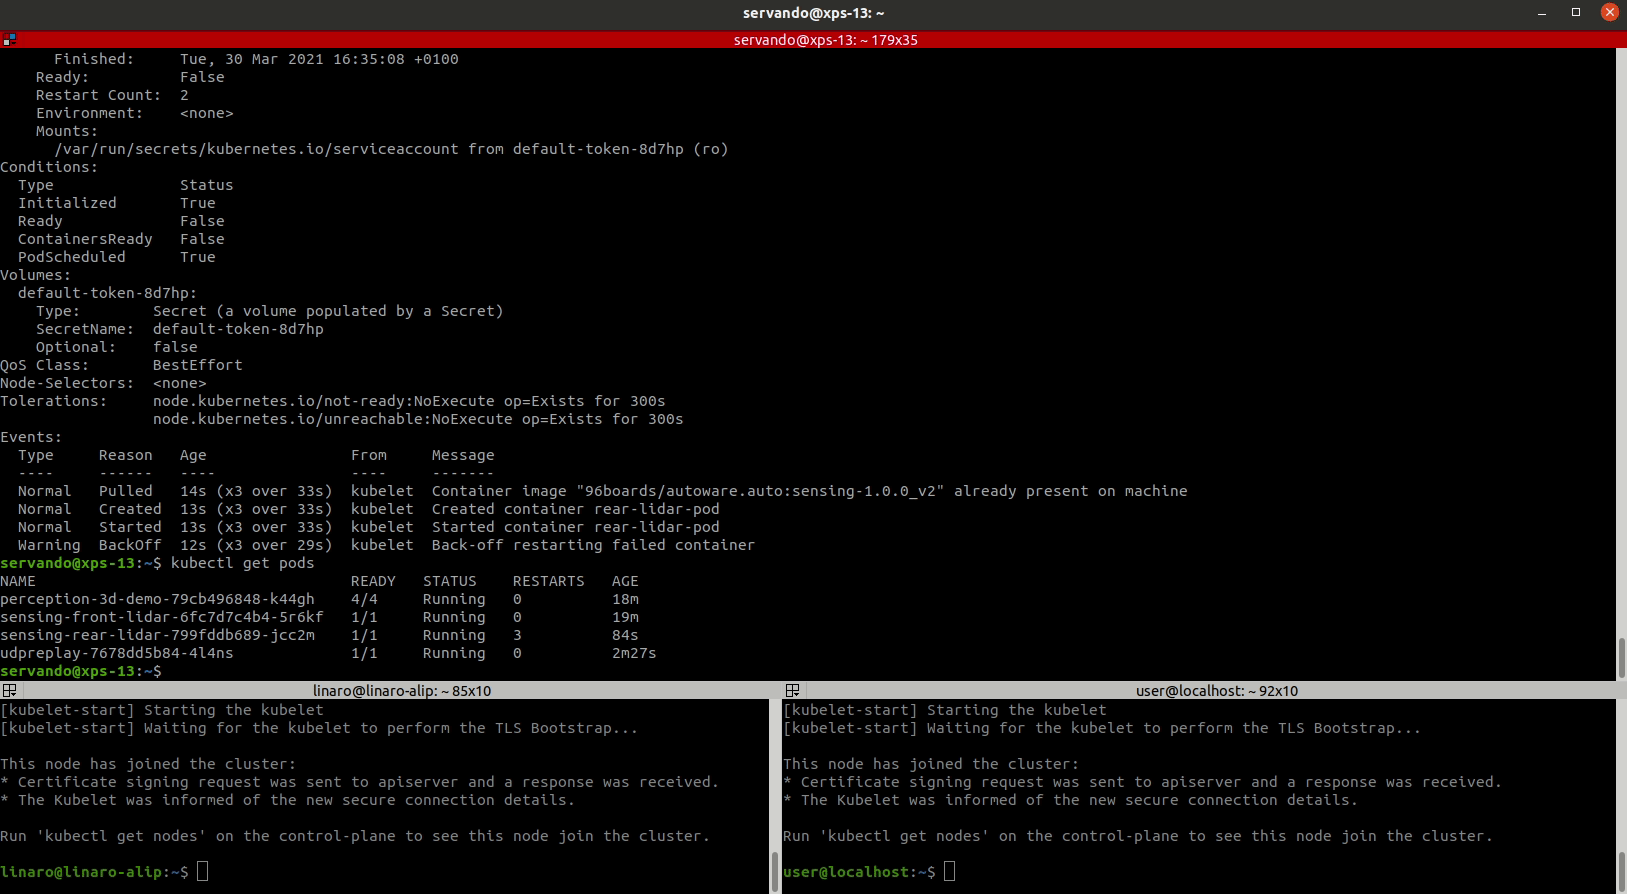 servando@xps-13: ~
servando@xps-13: ~ 179x35
Finished:     Tue, 30 Mar 2021 16:35:08 +0100
Ready:          False
Restart Count:  2
Environment:    <none>
Mounts:
/var/run/secrets/kubernetes.io/serviceaccount from default-token-8d7hp (ro)
Conditions:
Type              Status
Initialized       True
Ready             False
ContainersReady   False
PodScheduled      True
Volumes:
default-token-8d7hp:
Type:        Secret (a volume populated by a Secret)
SecretName:  default-token-8d7hp
Optional:    false
QoS Class:       BestEffort
Node-Selectors:  <none>
Tolerations:     node.kubernetes.io/not-ready:NoExecute op=Exists for 300s
node.kubernetes.io/unreachable:NoExecute op=Exists for 300s
Events:
Type     Reason   Age                From     Message
----     ------   ----               ----     -------
Normal   Pulled   14s (x3 over 33s)  kubelet  Container image "96boards/autoware.auto:sensing-1.0.0_v2" already present on machine
Normal   Created  13s (x3 over 33s)  kubelet  Created container rear-lidar-pod
Normal   Started  13s (x3 over 33s)  kubelet  Started container rear-lidar-pod
Warning  BackOff  12s (x3 over 29s)  kubelet  Back-off restarting failed container
servando@xps-13:~$ kubectl get pods
NAME                                   READY   STATUS    RESTARTS   AGE
perception-3d-demo-79cb496848-k44gh    4/4     Running   0          18m
sensing-front-lidar-6fc7d7c4b4-5r6kf   1/1     Running   0          19m
sensing-rear-lidar-799fddb689-jcc2m    1/1     Running   3          84s
udpreplay-7678dd5b84-4l4ns             1/1     Running   0          2m27s
servando@xps-13:~$
linaro@linaro-alip: ~ 85x10
[kubelet-start] Starting the kubelet
[kubelet-start] Waiting for the kubelet to perform the TLS Bootstrap...
This node has joined the cluster:
* Certificate signing request was sent to apiserver and a response was received.
* The Kubelet was informed of the new secure connection details.
Run 'kubectl get nodes' on the control-plane to see this node join the cluster.
linaro@linaro-alip:~$
user@localhost: ~ 92x10
[kubelet-start] Starting the kubelet
[kubelet-start] Waiting for the kubelet to perform the TLS Bootstrap...
This node has joined the cluster:
* Certificate signing request was sent to apiserver and a response was received.
* The Kubelet was informed of the new secure connection details.
Run 'kubectl get nodes' on the control-plane to see this node join the cluster.
user@localhost:~$